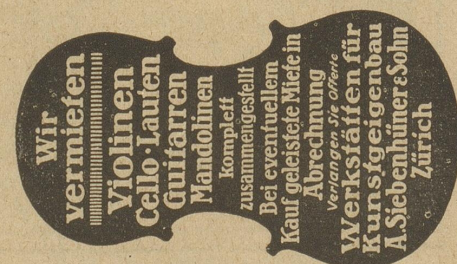 Wir
vermieten
Violinen
Cello·Lauten
Guitarren
Mandolinen
komplett
zusammengestellt
Bei eventuellem
Kauf geleistete Miete in
Abrechnung
Verlangen Sie Offerte
Werkstätten für
Kunstgeigenbau
A. Siebenhüner & Sohn
Zürich